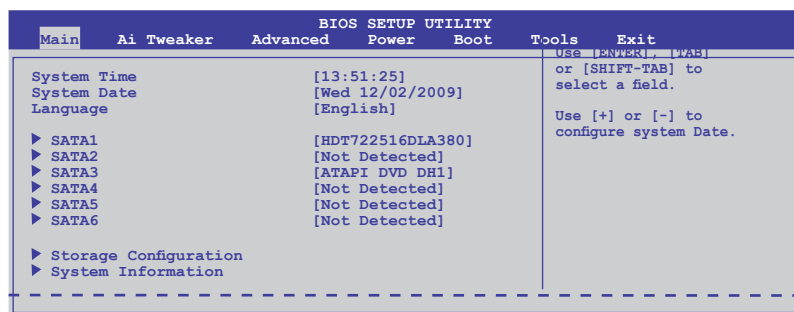 BIOS SETUP UTILITY
Main Ai Tweaker Advanced Power Boot Tools Exit
System Time [13:51:25]
System Date [Wed 12/02/2009]
Language [English]
SATA1 [HDT722516DLA380]
SATA2 [Not Detected]
SATA3 [ATAPI DVD DH1]
SATA4 [Not Detected]
SATA5 [Not Detected]
SATA6 [Not Detected]
Storage Configuration
System Information
Use [ENTER], [TAB]
or [SHIFT-TAB] to
select a field.
Use [+] or [-] to
configure system Date.